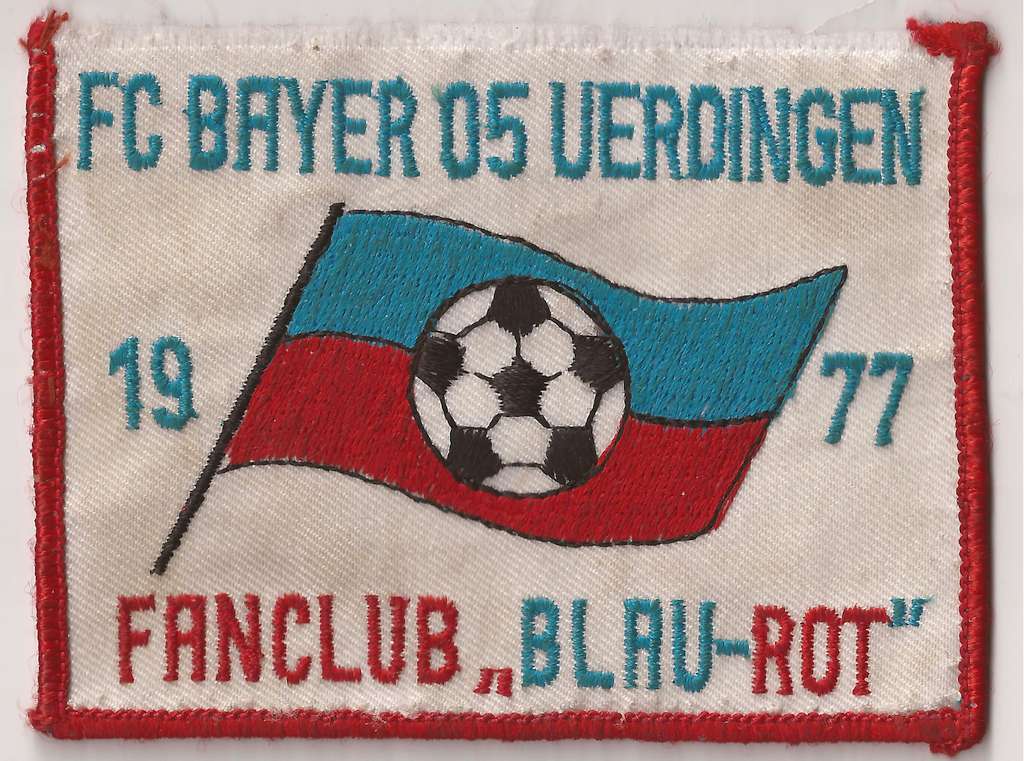 FC BAYER 05 UERDINGEN
19 77
FANCLUB „BLAU-ROT“